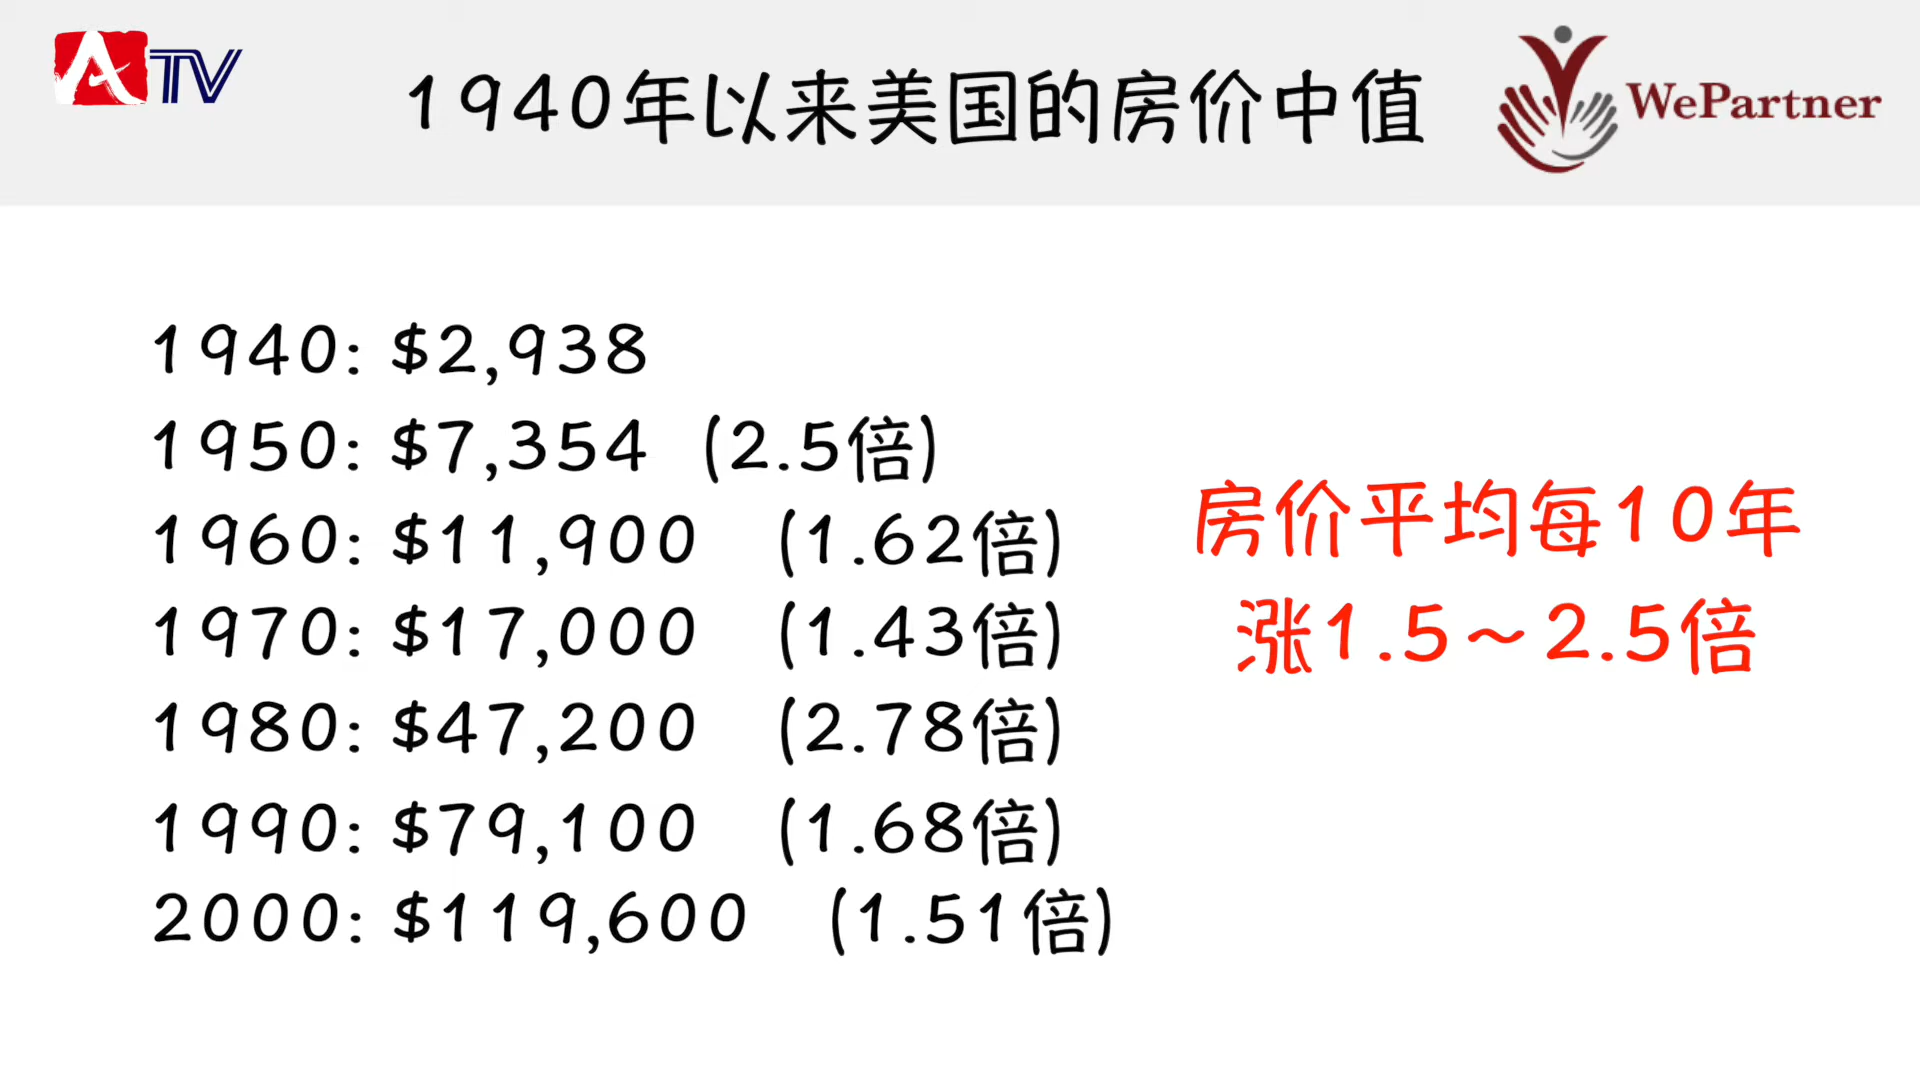 ATV
1940年以来美国的房价中值
WePartner
1940: $2,938
1950: $7,354 (2.5倍)
1960: $11,900 (1.62倍)
1970: $17,000 (1.43倍)
1980: $47,200 (2.78倍)
1990: $79,100 (1.68倍)
2000: $119,600 (1.51倍)
房价平均每10年
涨1.5~2.5倍